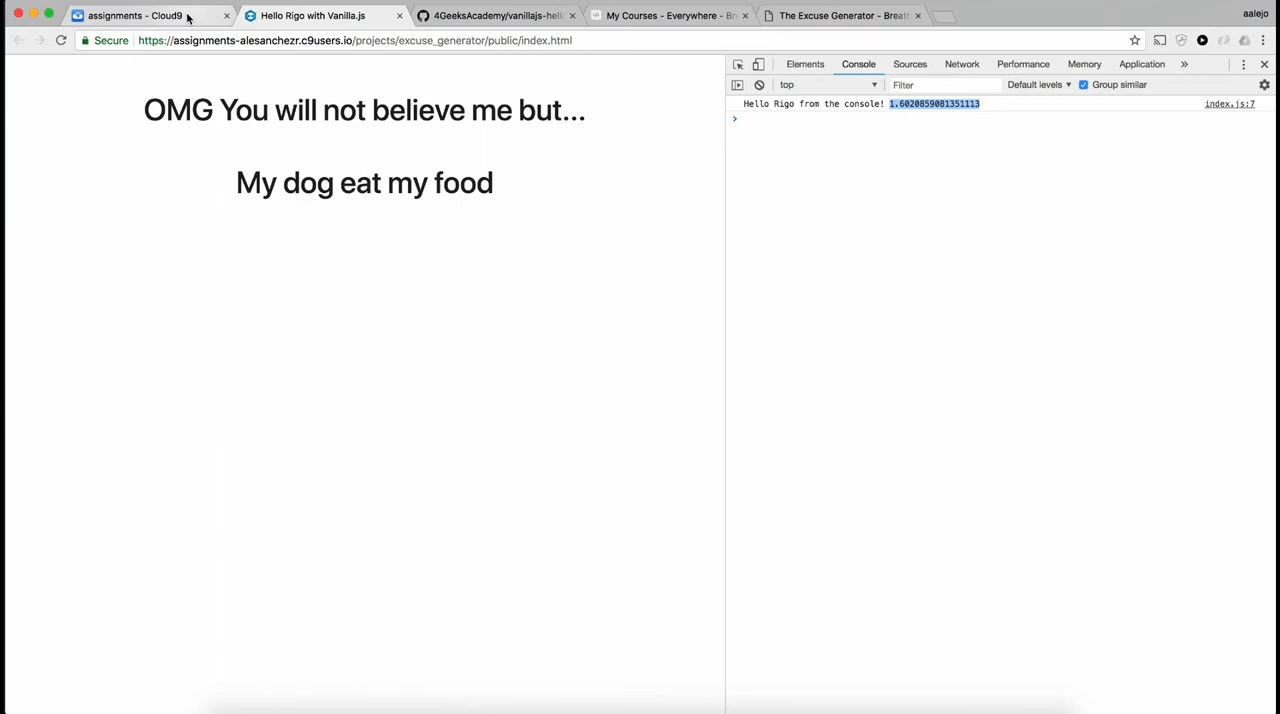 assignments - Cloud9
Hello Rigo with Vanilla.js
4GeeksAcademy/vanillajs-hell
My Courses - Everywhere - Br
The Excuse Generator - Breath
aalejo
Secure
https://assignments-alesanchezr.c9users.io/projects/excuse_generator/public/index.html
Elements Console Sources Network Performance Memory Application »
top
Filter
Default levels
Group similar
OMG You will not believe me but...
My dog eat my food
Hello Rigo from the console! 1.6020859081351113
index.js:7
>